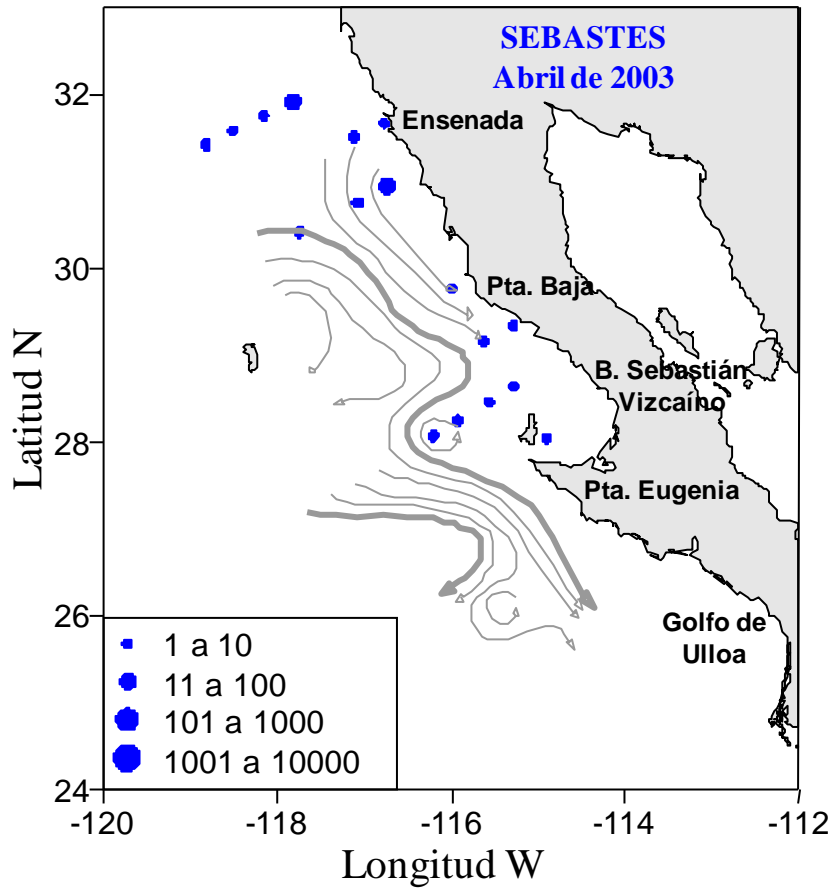 SEBASTES
Abril de 2003
32
Ensenada
30
Pta. Baja
B. Sebastián
Vizcaíno
28
Pta. Eugenia
26
Golfo de
Ulloa
24
Latitud N
1 a 10
11 a 100
101 a 1000
1001 a 10000
-120
-118
-116
-114
-112
Longitud W